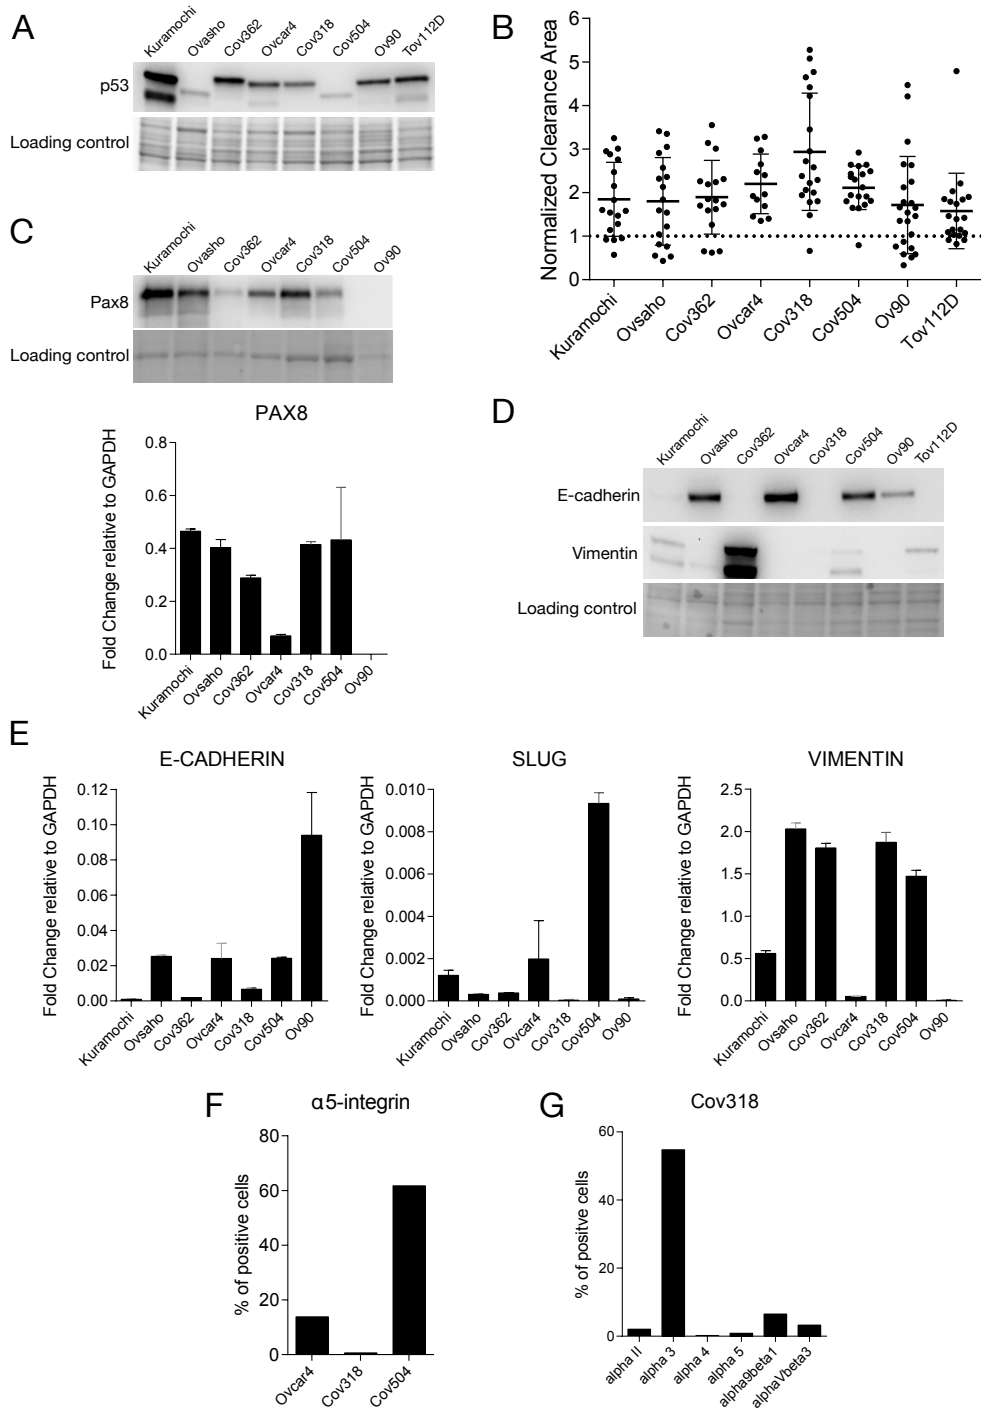 A
Kuramochi
Ovasho
Cov362
Ovcar4
Cov318
Cov504
Ov90
Tov112D
p53
Loading control
B
Normalized Clearance Area
6
5
4
3
2
1
0
Kuramochi
Ovsaho
Cov362
Ovcar4
Cov318
Cov504
Ov90
Tov112D
C
Kuramochi
Ovasho
Cov362
Ovcar4
Cov318
Cov504
Ov90
Pax8
Loading control
PAX8
Fold Change relative to GAPDH
0.8
0.6
0.4
0.2
0.0
Kuramochi
Ovsaho
Cov362
Ovcar4
Cov318
Cov504
Ov90
D
Kuramochi
Ovasho
Cov362
Ovcar4
Cov318
Cov504
Ov90
Tov112D
E-cadherin
Vimentin
Loading control
E
E-CADHERIN
Fold Change relative to GAPDH
0.12
0.10
0.08
0.06
0.04
0.02
0.00
Kuramochi
Ovsaho
Cov362
Ovcar4
Cov318
Cov504
Ov90
SLUG
Fold Change relative to GAPDH
0.010
0.008
0.006
0.004
0.002
0.000
Kuramochi
Ovsaho
Cov362
Ovcar4
Cov318
Cov504
Ov90
VIMENTIN
Fold Change relative to GAPDH
2.5
2.0
1.5
1.0
0.5
0.0
Kuramochi
Ovsaho
Cov362
Ovcar4
Cov318
Cov504
Ov90
F
α5-integrin
% of positive cells
80
60
40
20
0
Ovcar4
Cov318
Cov504
G
Cov318
% of positve cells
60
40
20
0
alpha II
alpha 3
alpha 4
alpha 5
alpha9beta1
alphaVbeta3